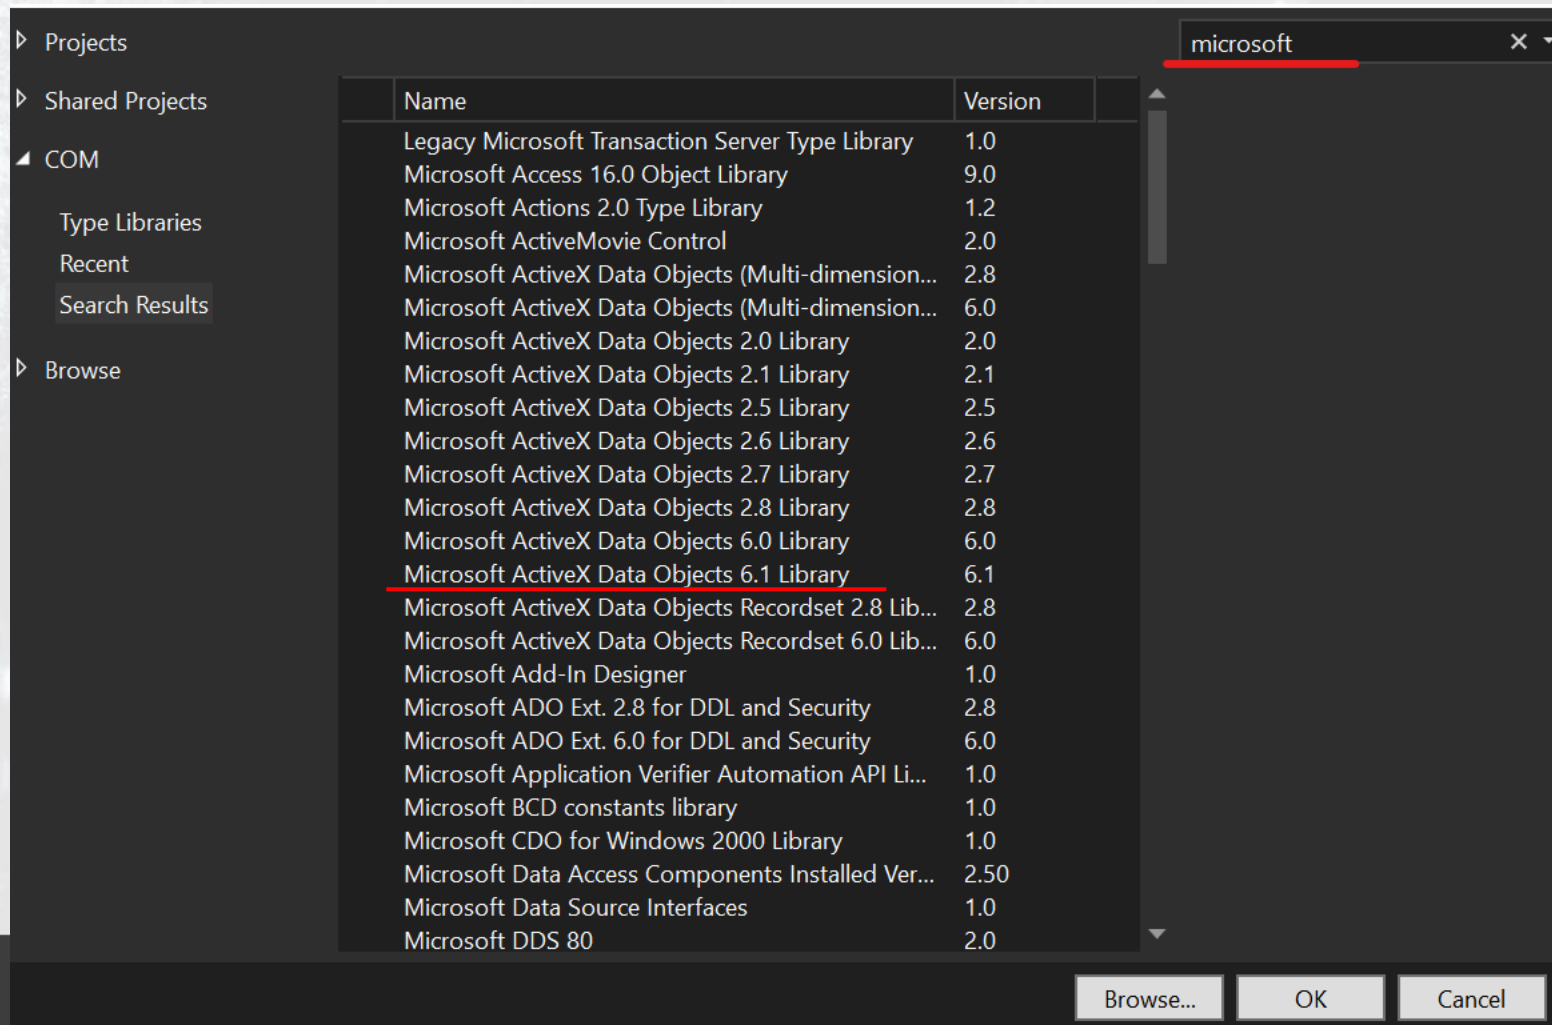 Projects
Shared Projects
COM
Type Libraries
Recent
Search Results
Browse
microsoft
Name Version
Legacy Microsoft Transaction Server Type Library 1.0
Microsoft Access 16.0 Object Library 9.0
Microsoft Actions 2.0 Type Library 1.2
Microsoft ActiveMovie Control 2.0
Microsoft ActiveX Data Objects (Multi-dimension... 2.8
Microsoft ActiveX Data Objects (Multi-dimension... 6.0
Microsoft ActiveX Data Objects 2.0 Library 2.0
Microsoft ActiveX Data Objects 2.1 Library 2.1
Microsoft ActiveX Data Objects 2.5 Library 2.5
Microsoft ActiveX Data Objects 2.6 Library 2.6
Microsoft ActiveX Data Objects 2.7 Library 2.7
Microsoft ActiveX Data Objects 2.8 Library 2.8
Microsoft ActiveX Data Objects 6.0 Library 6.0
Microsoft ActiveX Data Objects 6.1 Library 6.1
Microsoft ActiveX Data Objects Recordset 2.8 Lib... 2.8
Microsoft ActiveX Data Objects Recordset 6.0 Lib... 6.0
Microsoft Add-In Designer 1.0
Microsoft ADO Ext. 2.8 for DDL and Security 2.8
Microsoft ADO Ext. 6.0 for DDL and Security 6.0
Microsoft Application Verifier Automation API Li... 1.0
Microsoft BCD constants library 1.0
Microsoft CDO for Windows 2000 Library 1.0
Microsoft Data Access Components Installed Ver... 2.50
Microsoft Data Source Interfaces 1.0
Microsoft DDS 80 2.0
Browse... OK Cancel